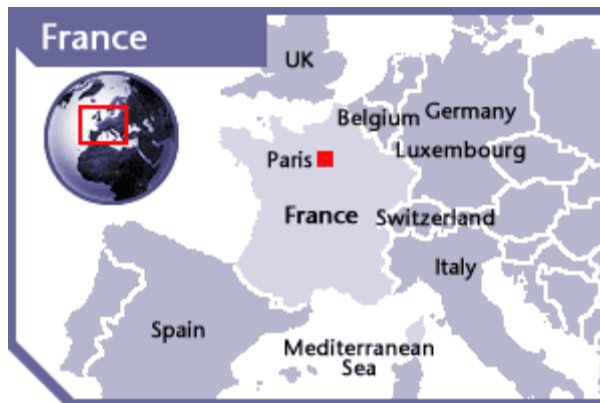 France
UK
Belgium
Germany
Paris
Luxembourg
France
Switzerland
Italy
Spain
Mediterranean
Sea